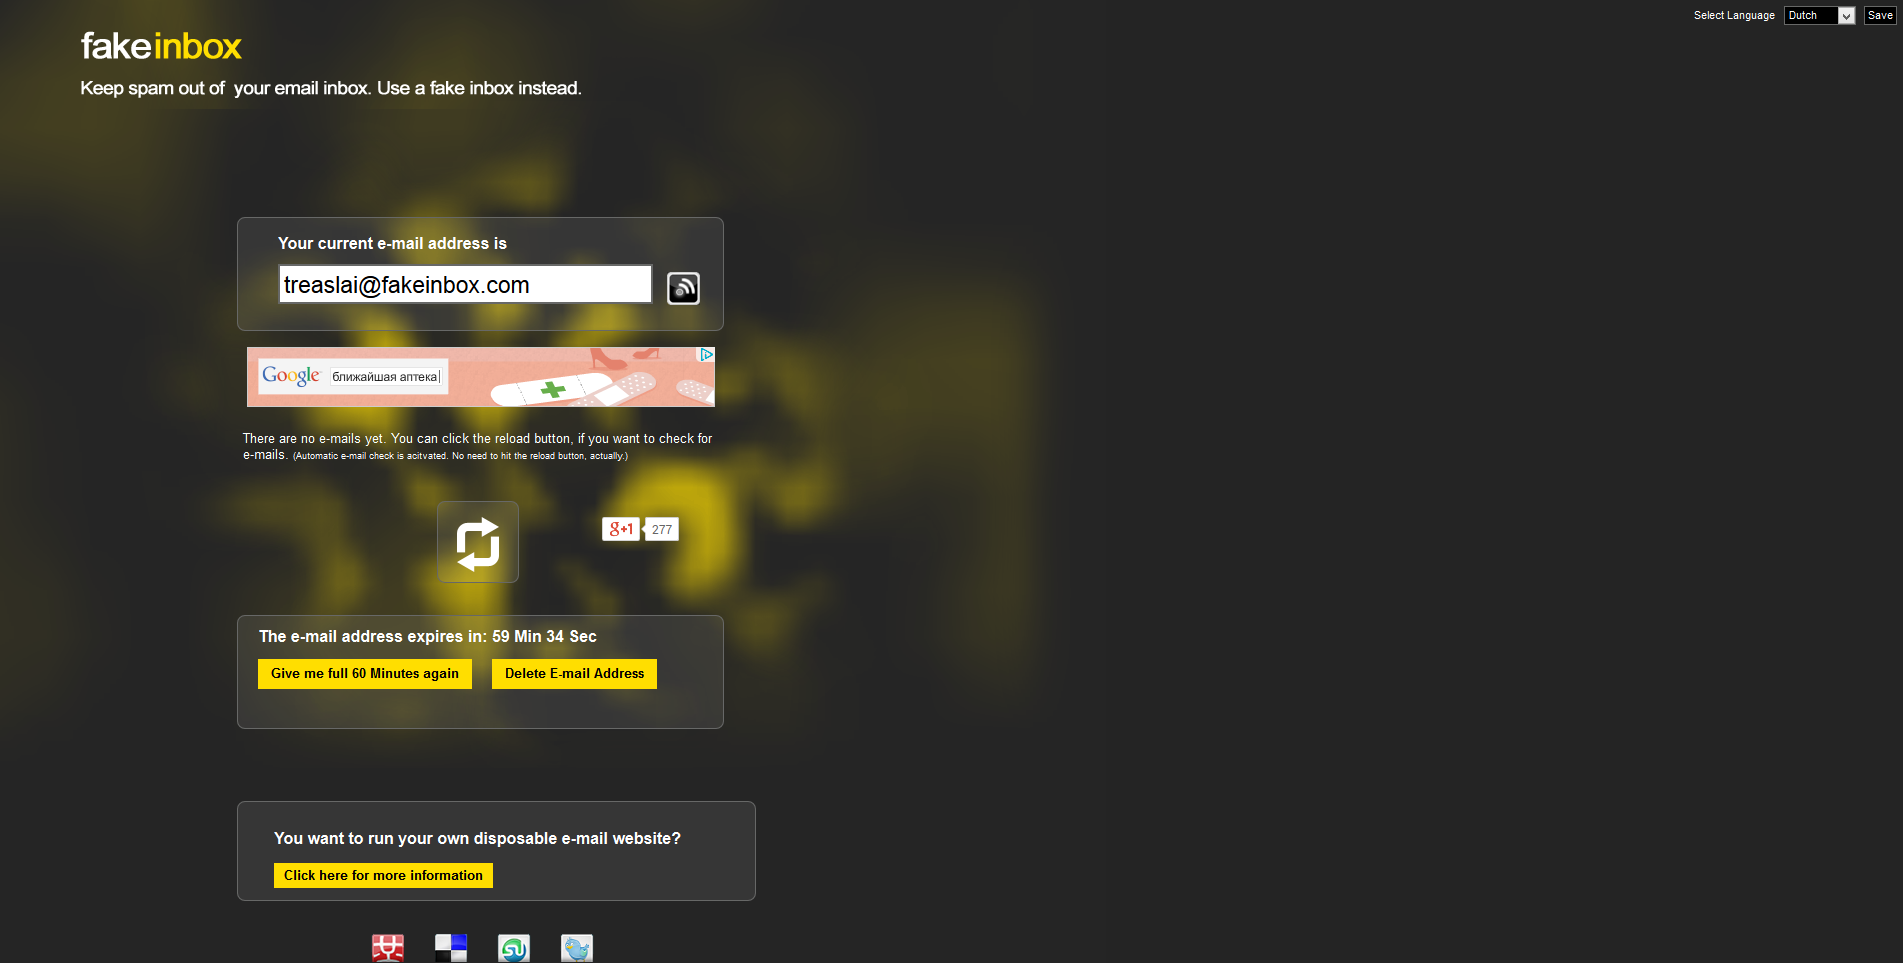 Select Language Dutch Save
fakeinbox
Keep spam out of your email inbox. Use a fake inbox instead.
Your current e-mail address is
treaslai@fakeinbox.com
Google ближайшая аптека
There are no e-mails yet. You can click the reload button, if you want to check for
e-mails. (Automatic e-mail check is acitvated. No need to hit the reload button, actually.)
g+1 277
The e-mail address expires in: 59 Min 34 Sec
Give me full 60 Minutes again Delete E-mail Address
You want to run your own disposable e-mail website?
Click here for more information